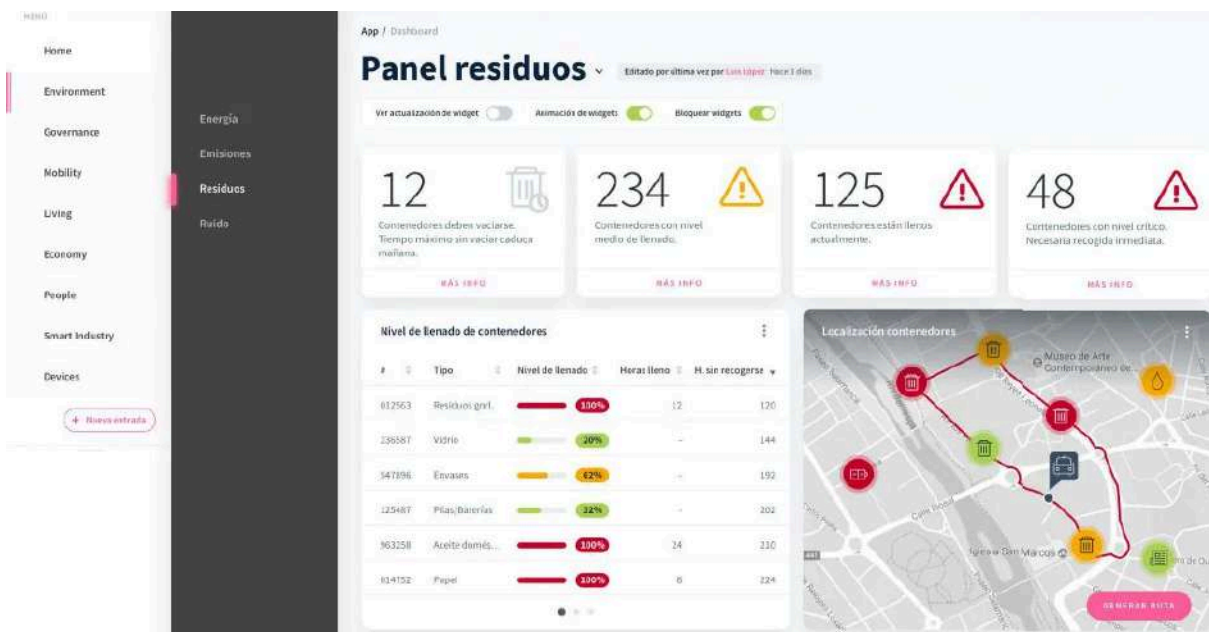 MENÚ
Home
Environment
Governance
Mobility
Living
Economy
People
Smart Industry
Devices
+ Nueva entrada
Energía
Emisiones
Residuos
Ruido
App / Dashboard
Panel residuos
Editado por última vez por Luis López Hace 3 días
Ver actualización de widget
Animación de widgets
Bloquear widgets
12
Contenedores deben vaciarse.
Tiempo máximo sin vaciar caduca
mañana.
MÁS INFO
234
Contenedores con nivel
medio de llenado.
MÁS INFO
125
Contenedores están llenos
actualmente.
MÁS INFO
48
Contenedores con nivel crítico.
Necesaria recogida inmediata.
MÁS INFO
Nivel de llenado de contenedores
# Tipo Nivel de llenado Horas lleno H. sin recogerse
612563 Residuos gnrl. 100% 12 120
236587 Vidrio 20% - 144
547896 Envases 62% - 192
125487 Pilas/Baterías 32% - 202
963258 Aceite domés... 100% 24 210
614752 Papel 100% 8 224
Localización contenedores
Museo de Arte
Contemporáneo de...
Iglesia San Marcos
GENERAR RUTA